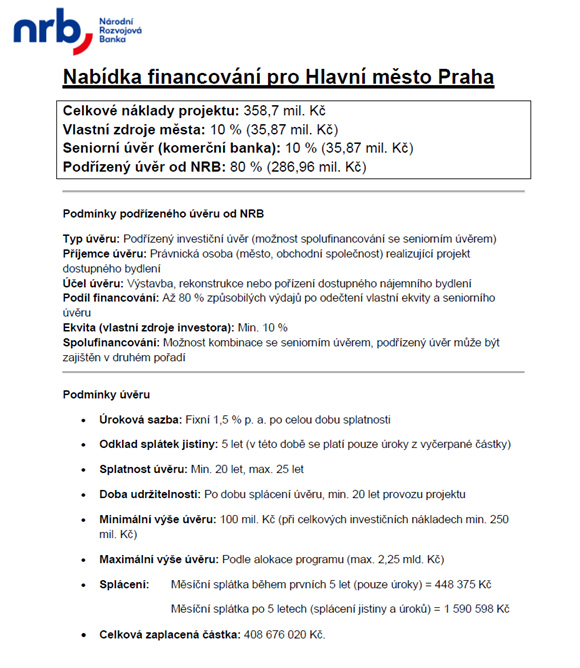 nrb
Národní
Rozvojová
Banka
Nabídka financování pro Hlavní město Praha
Celkové náklady projektu: 358,7 mil. Kč
Vlastní zdroje města: 10 % (35,87 mil. Kč)
Seniorní úvěr (komerční banka): 10 % (35,87 mil. Kč)
Podřízený úvěr od NRB: 80 % (286,96 mil. Kč)
Podmínky podřízeného úvěru od NRB
Typ úvěru: Podřízený investiční úvěr (možnost spolufinancování se seniorním úvěrem)
Příjemce úvěru: Právnická osoba (město, obchodní společnost) realizující projekt
dostupného bydlení
Účel úvěru: Výstavba, rekonstrukce nebo pořízení dostupného nájemního bydlení
Podíl financování: Až 80 % způsobilých výdajů po odečtení vlastní ekvity a seniorního
úvěru
Ekvita (vlastní zdroje investora): Min. 10 %
Spolufinancování: Možnost kombinace se seniorním úvěrem, podřízený úvěr může být
zajištěn v druhém pořadí
Podmínky úvěru
• Úroková sazba: Fixní 1,5 % p. a. po celou dobu splatnosti
• Odklad splátek jistiny: 5 let (v této době se platí pouze úroky z vyčerpané částky)
• Splatnost úvěru: Min. 20 let, max. 25 let
• Doba udržitelnosti: Po dobu splácení úvěru, min. 20 let provozu projektu
• Minimální výše úvěru: 100 mil. Kč (při celkových investičních nákladech min. 250
mil. Kč)
• Maximální výše úvěru: Podle alokace programu (max. 2,25 mld. Kč)
• Splácení: Měsíční splátka během prvních 5 let (pouze úroky) = 448 375 Kč
Měsíční splátka po 5 letech (splácení jistiny a úroků) = 1 590 598 Kč
• Celková zaplacená částka: 408 676 020 Kč.